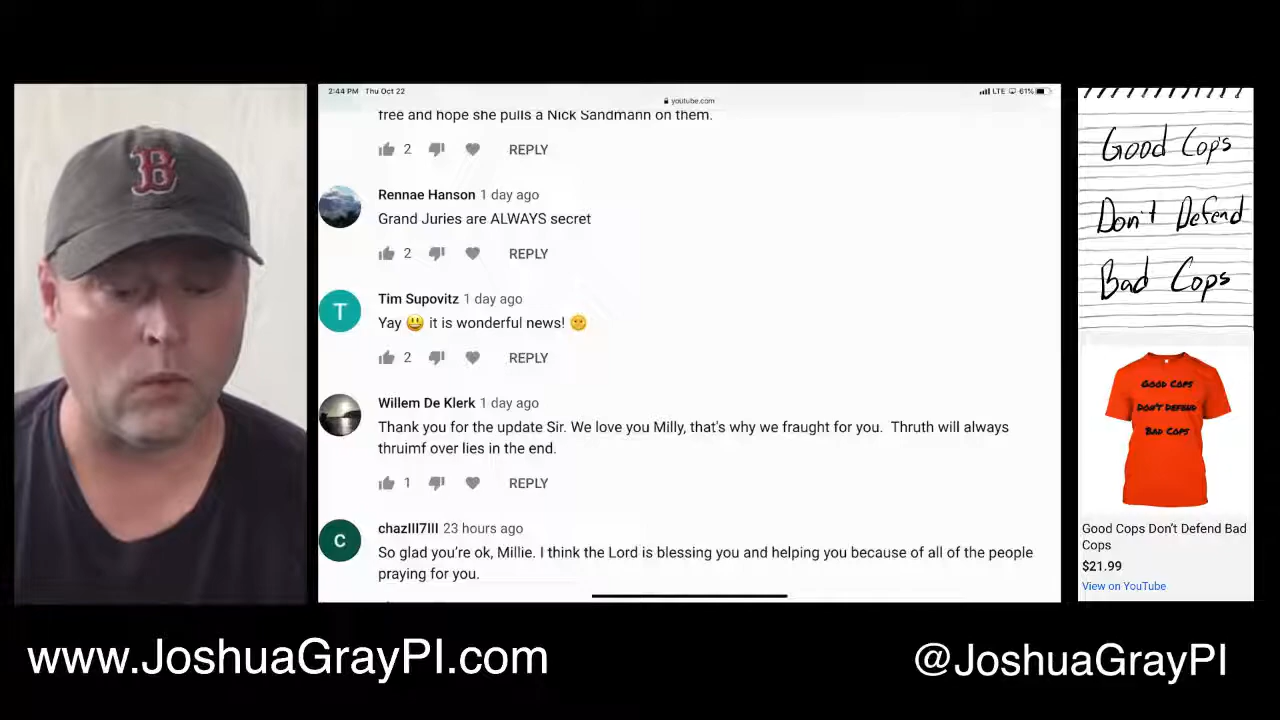 B
2:44 PM Thu Oct 22
youtube.com
LTE 61%
free and hope she pulls a Nick Sandmann on them.
2 REPLY
Rennae Hanson 1 day ago
Grand Juries are ALWAYS secret
2 REPLY
T
Tim Supovitz 1 day ago
Yay 😃 it is wonderful news! 🌞
2 REPLY
Willem De Klerk 1 day ago
Thank you for the update Sir. We love you Milly, that's why we fraught for you. Thruth will always
thruimf over lies in the end.
1 REPLY
C
chazIII7III 23 hours ago
So glad you're ok, Millie. I think the Lord is blessing you and helping you because of all of the people
praying for you.
Good Cops
Don't Defend
Bad Cops
Good Cops
Don't Defend
Bad Cops
Good Cops Don't Defend Bad
Cops
$21.99
View on YouTube
www.JoshuaGrayPI.com
@JoshuaGrayPI